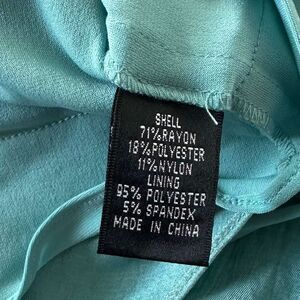 SHELL
71%RAYON
18%POLYESTER
11%NYLON
LINING
95% POLYESTER
5% SPANDEX
MADE IN CHINA